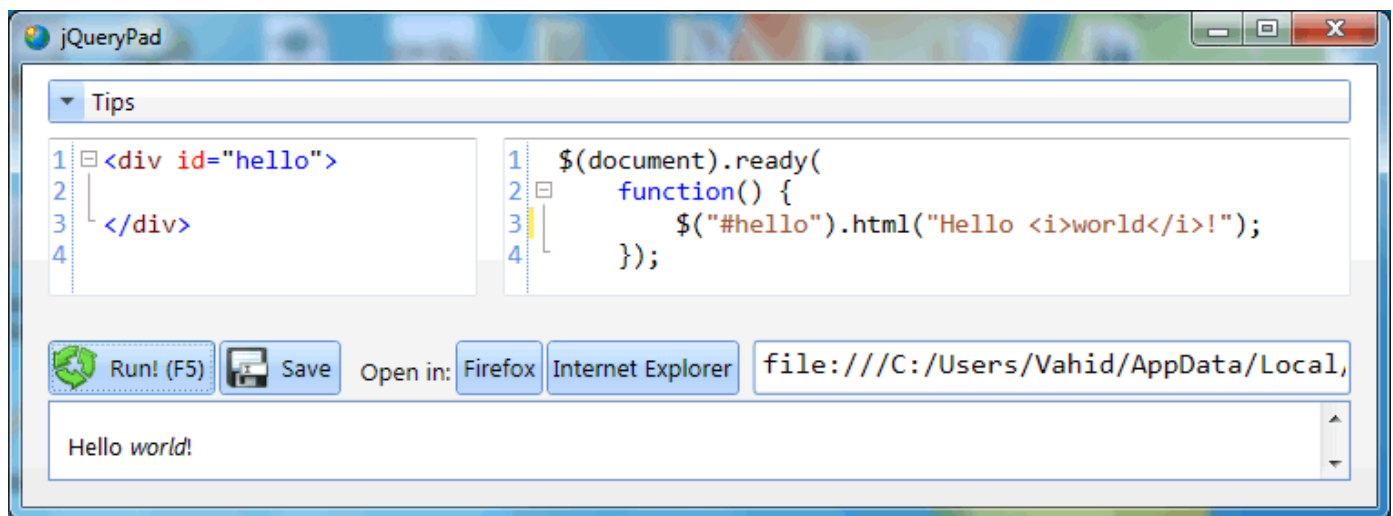 jQueryPad
Tips
1 <div id="hello">
2
3 </div>
4
1 $(document).ready(
2 function() {
3 $("#hello").html("Hello <i>world</i>!");
4 });
Run! (F5) Save Open in: Firefox Internet Explorer file:///C:/Users/Vahid/AppData/Local/
Hello world!